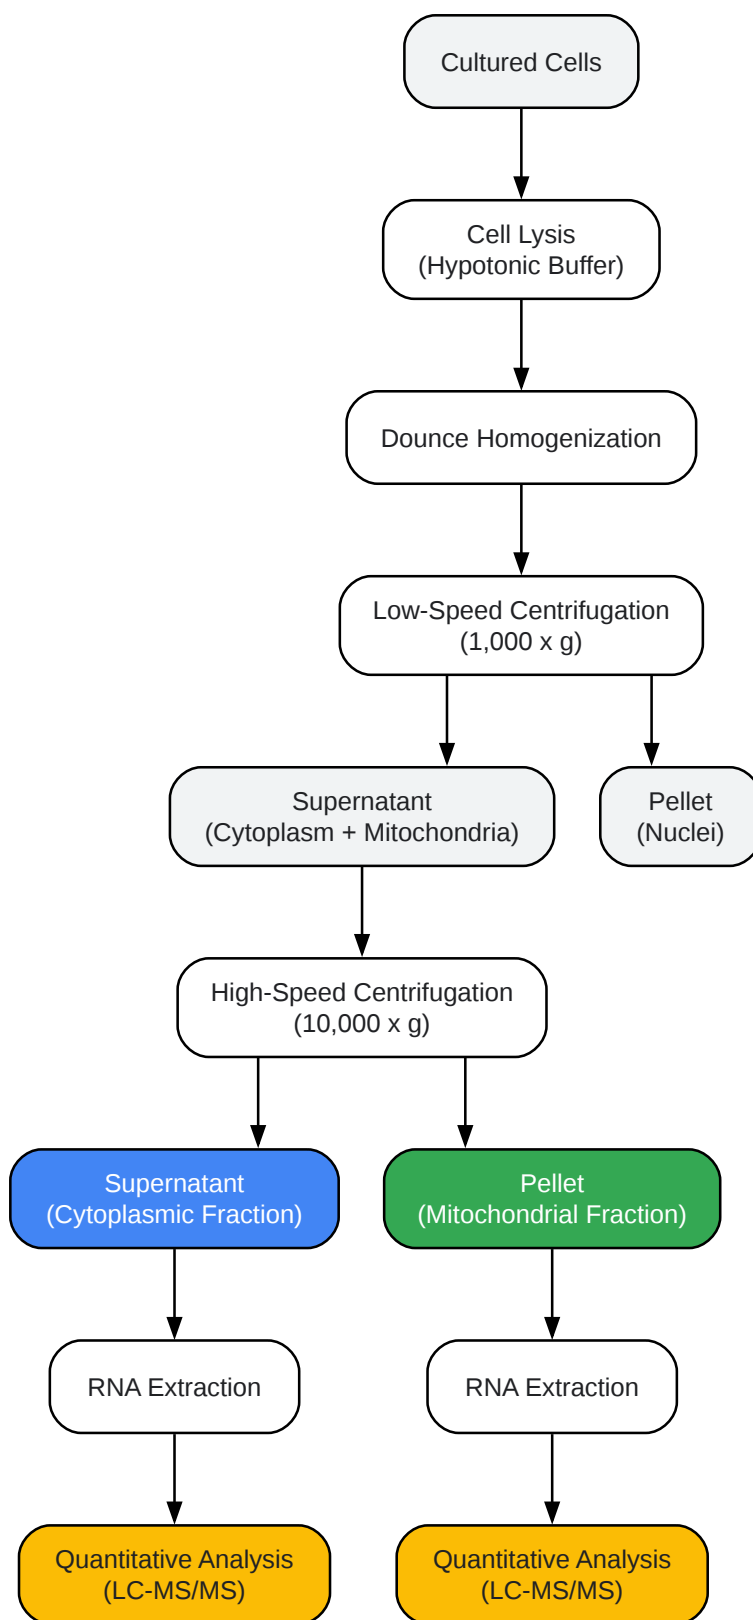 Cultured Cells
Cell Lysis
(Hypotonic Buffer)
Dounce Homogenization
Low-Speed Centrifugation
(1,000 x g)
Supernatant
(Cytoplasm + Mitochondria)
Pellet
(Nuclei)
High-Speed Centrifugation
(10,000 x g)
Supernatant
(Cytoplasmic Fraction)
Pellet
(Mitochondrial Fraction)
RNA Extraction
RNA Extraction
Quantitative Analysis
(LC-MS/MS)
Quantitative Analysis
(LC-MS/MS)